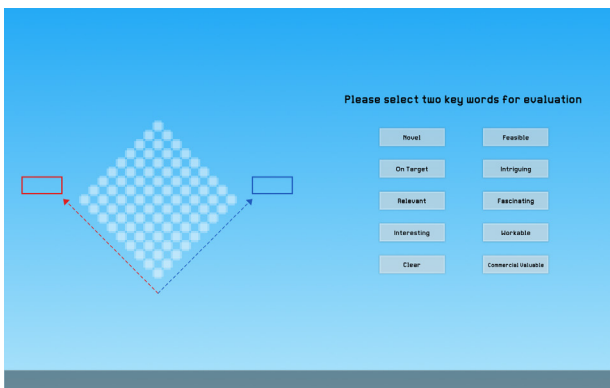 Please select two key words for evaluation
Novel
Feasible
On Target
Intriguing
Relevant
Fascinating
Interesting
Workable
Clear
Commercial Valuable